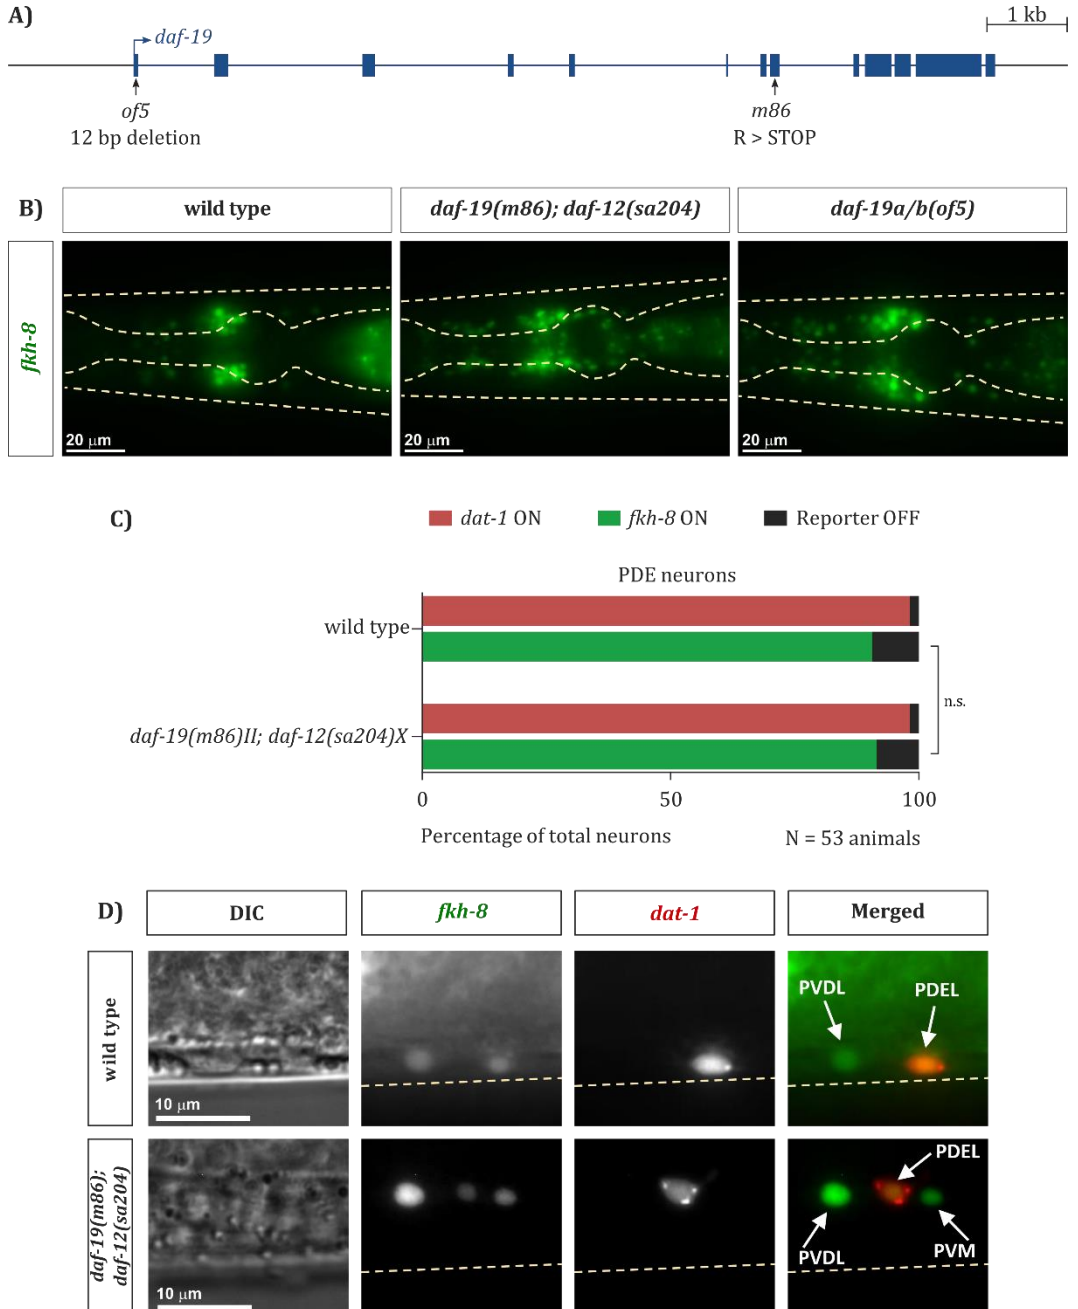 A)
1 kb
daf-19
of5
12 bp deletion
m86
R > STOP
B)
wild type
daf-19(m86); daf-12(sa204)
daf-19a/b(of5)
fkh-8
20 μm
20 μm
20 μm
C)
dat-1 ON
fkh-8 ON
Reporter OFF
PDE neurons
wild type
n.s.
daf-19(m86)II; daf-12(sa204)X
0
50
100
Percentage of total neurons
N = 53 animals
D)
DIC
fkh-8
dat-1
Merged
wild type
10 μm
PVDL
PDEL
daf-19(m86);
daf-12(sa204)
10 μm
PDEL
PVDL
PVM